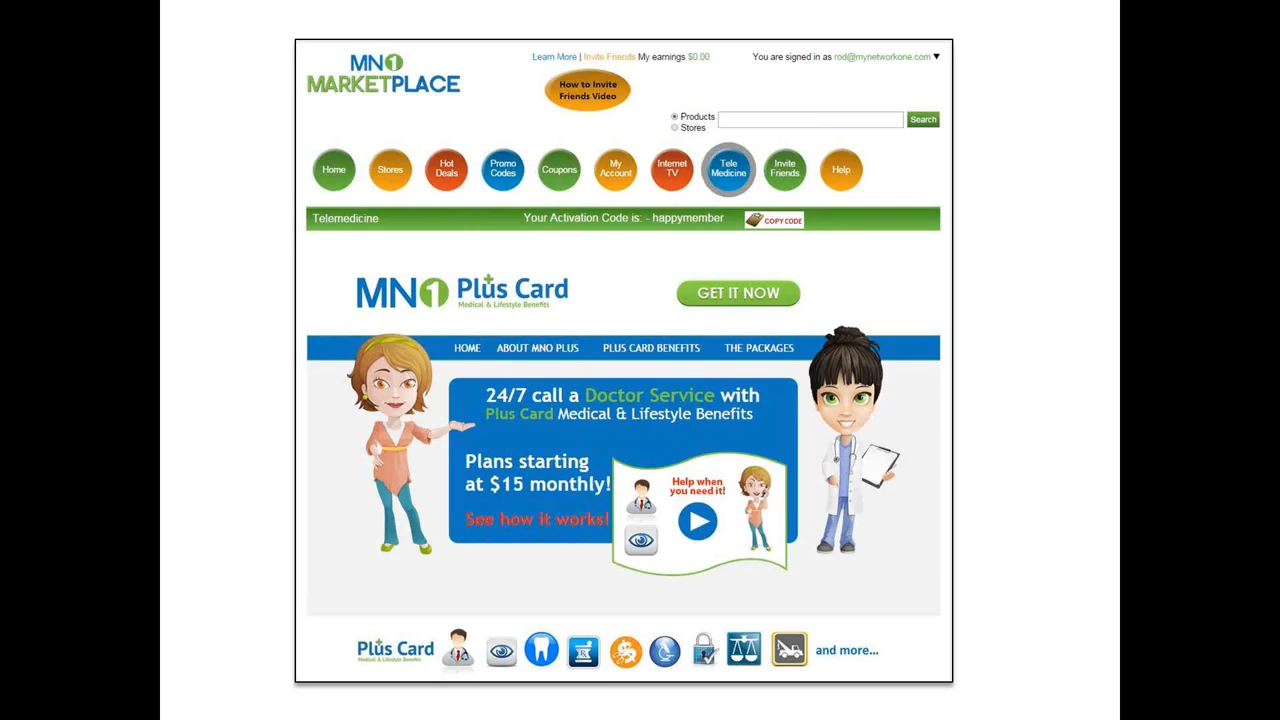 MN1
MARKETPLACE
Learn More | Invite Friends My earnings $0.00
You are signed in as rod@mynetworkone.com
How to Invite
Friends Video
Products
Stores
Search
Home
Stores
Hot
Deals
Promo
Codes
Coupons
My
Account
Internet
TV
Tele
Medicine
Invite
Friends
Help
Telemedicine
Your Activation Code is: - happymember
COPY CODE
MN1 Plus Card
Medical & Lifestyle Benefits
GET IT NOW
HOME ABOUT MNO PLUS PLUS CARD BENEFITS THE PACKAGES
24/7 call a Doctor Service with
Plus Card Medical & Lifestyle Benefits
Plans starting
at $15 monthly!
See how it works!
Help when
you need it!
Plus Card
Medical & Lifestyle Benefits
and more...